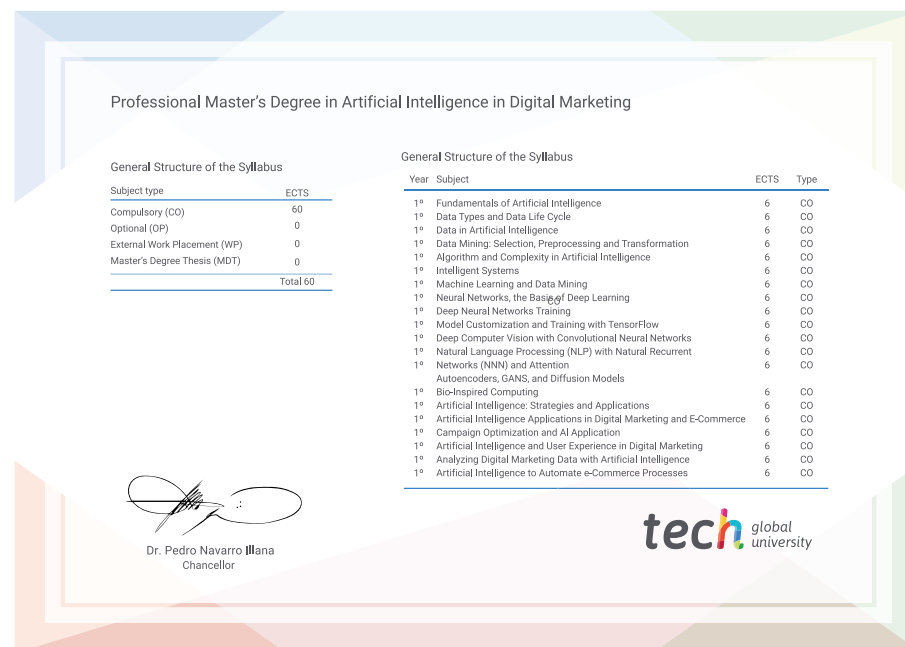 Professional Master's Degree in Artificial Intelligence in Digital Marketing
General Structure of the Syllabus
Subject type ECTS
Compulsory (CO) 60
Optional (OP) 0
External Work Placement (WP) 0
Master's Degree Thesis (MDT) 0
Total 60
General Structure of the Syllabus
Year Subject ECTS Type
1º Fundamentals of Artificial Intelligence 6 CO
1º Data Types and Data Life Cycle 6 CO
1º Data in Artificial Intelligence 6 CO
1º Data Mining: Selection, Preprocessing and Transformation 6 CO
1º Algorithm and Complexity in Artificial Intelligence 6 CO
1º Intelligent Systems 6 CO
1º Machine Learning and Data Mining 6 CO
1º Neural Networks, the Basis of Deep Learning 6 CO
CO
1º Deep Neural Networks Training 6 CO
1º Model Customization and Training with TensorFlow 6 CO
1º Deep Computer Vision with Convolutional Neural Networks 6 CO
1º Natural Language Processing (NLP) with Natural Recurrent 6 CO
1º Networks (NNN) and Attention 6 CO
Autoencoders, GANS, and Diffusion Models
1º Bio-Inspired Computing 6 CO
1º Artificial Intelligence: Strategies and Applications 6 CO
1º Artificial Intelligence Applications in Digital Marketing and E-Commerce 6 CO
1º Campaign Optimization and AI Application 6 CO
1º Artificial Intelligence and User Experience in Digital Marketing 6 CO
1º Analyzing Digital Marketing Data with Artificial Intelligence 6 CO
1º Artificial Intelligence to Automate e-Commerce Processes 6 CO
Dr. Pedro Navarro Illana
Chancellor
tech global
university